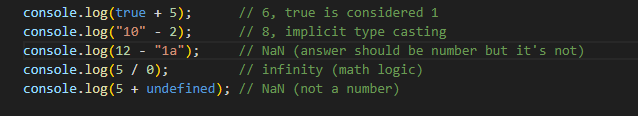 console.log(true + 5);       // 6, true is considered 1
console.log("10" - 2);       // 8, implicit type casting
console.log(12 - "1a");      // NaN (answer should be number but it's not)
console.log(5 / 0);          // infinity (math logic)
console.log(5 + undefined); // NaN (not a number)